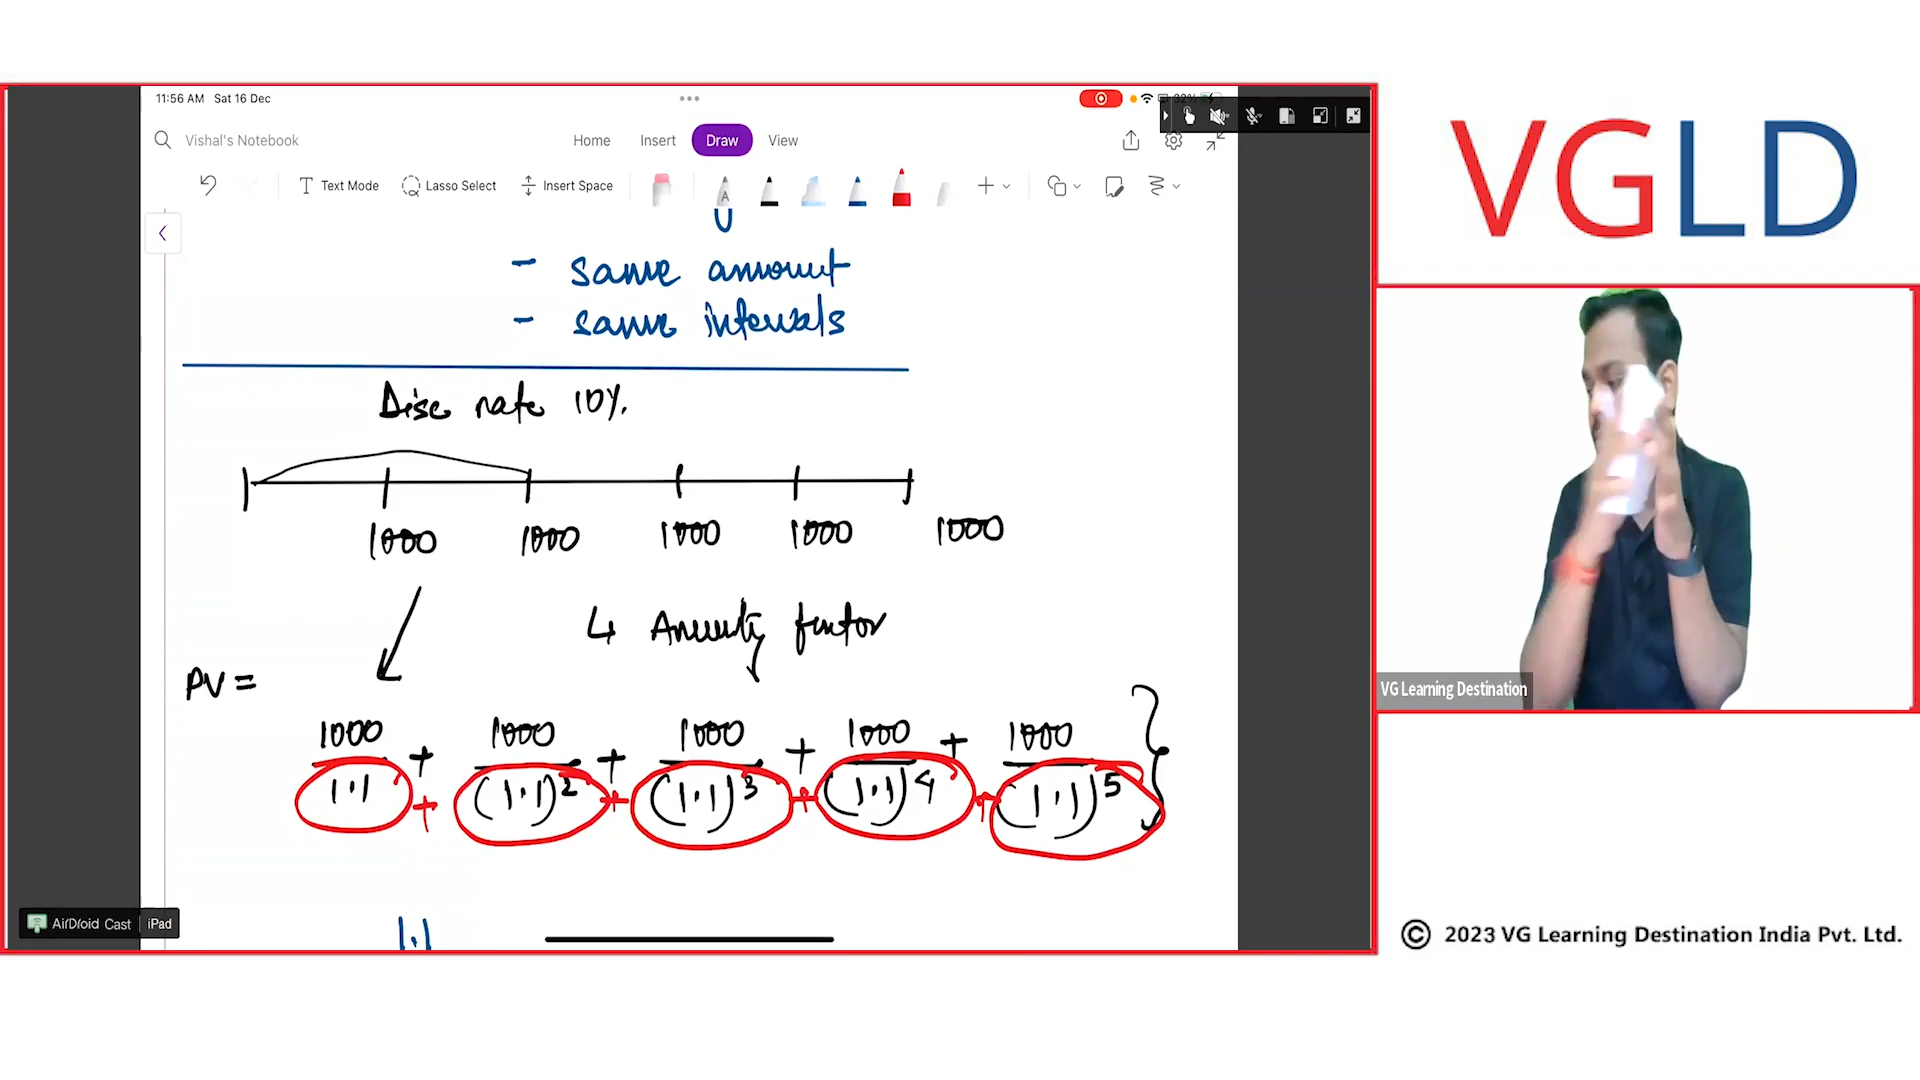 11:56 AM Sat 16 Dec
32%
Vishal's Notebook
Home Insert Draw View
Text Mode Lasso Select Insert Space
- same amount
- same intervals
Disc rate 10%.
1000 1000 1000 1000 1000
Annuity factor
PV =
1000 + 1000 + 1000 + 1000 + 1000
1.1 + (1.1)2 + (1.1)3 + (1.1)4 + (1.1)5
1.1
AirDroid Cast iPad
VGLD
VG Learning Destination
© 2023 VG Learning Destination India Pvt. Ltd.